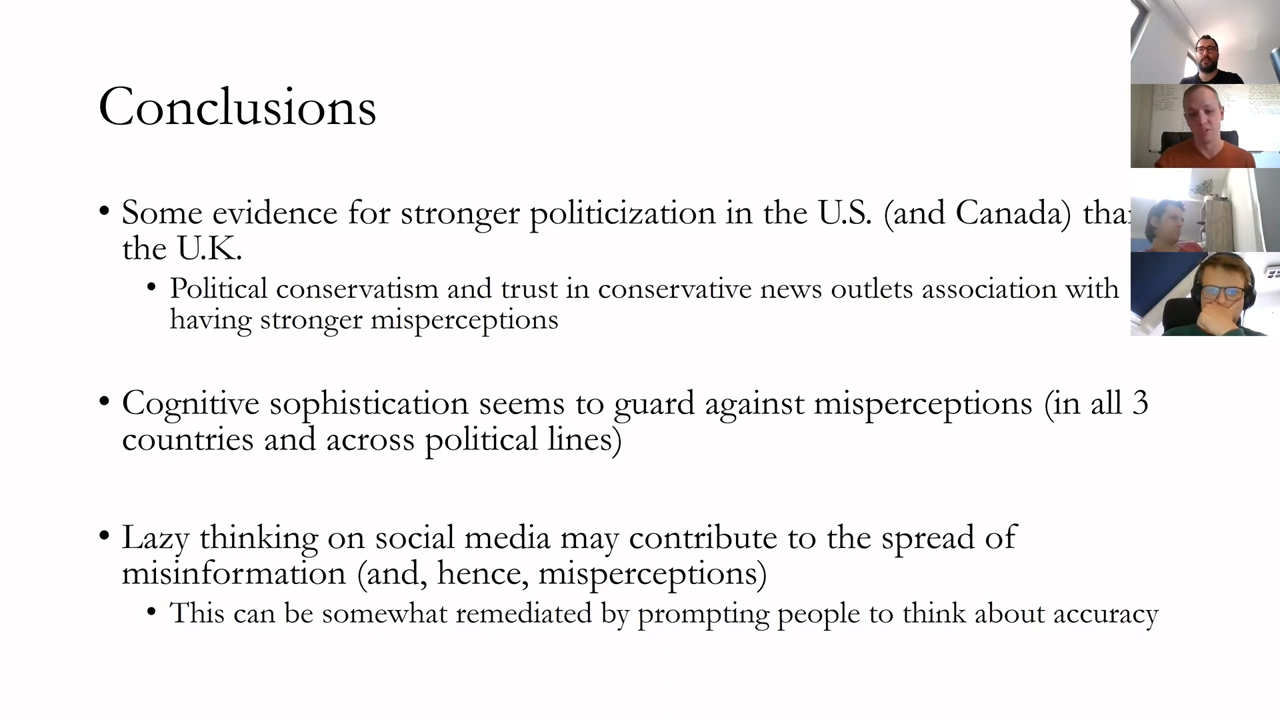 Conclusions
• Some evidence for stronger politicization in the U.S. (and Canada) than
the U.K.
• Political conservatism and trust in conservative news outlets association with
having stronger misperceptions
• Cognitive sophistication seems to guard against misperceptions (in all 3
countries and across political lines)
• Lazy thinking on social media may contribute to the spread of
misinformation (and, hence, misperceptions)
• This can be somewhat remediated by prompting people to think about accuracy